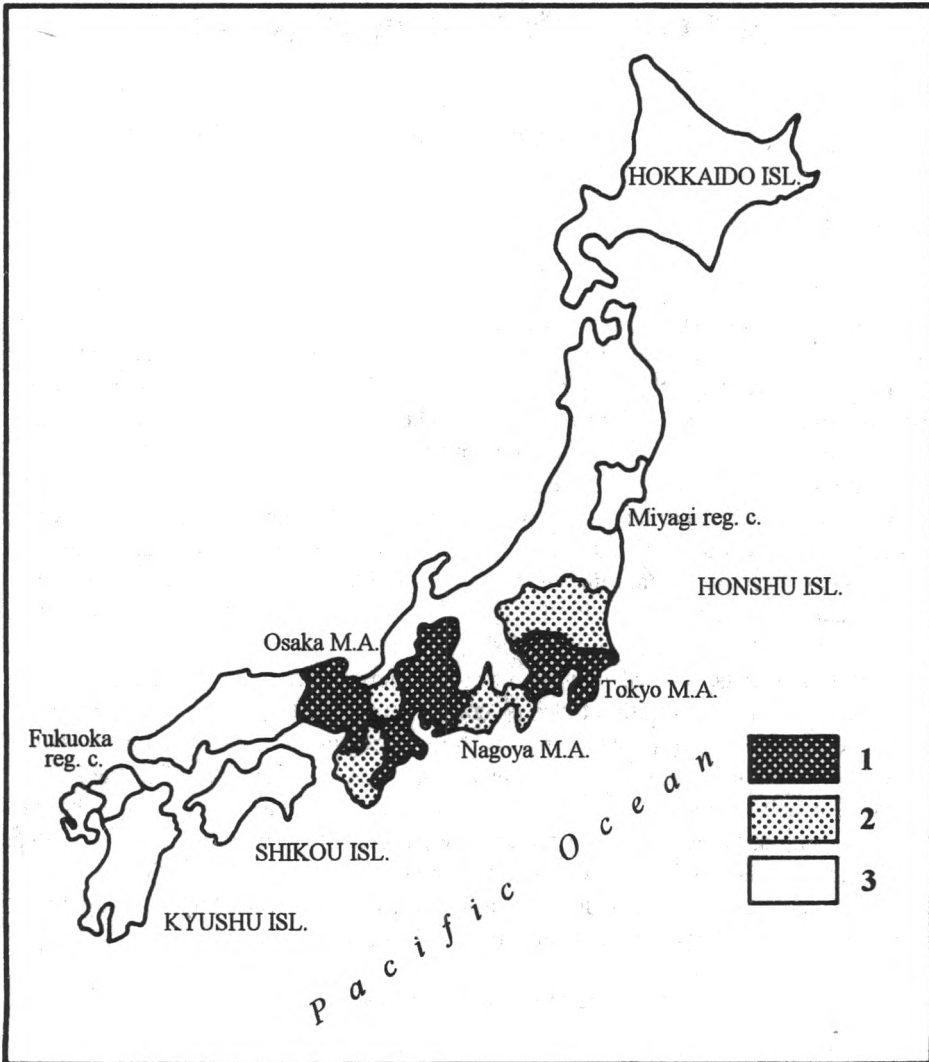 HOKKAIDO ISL.
Miyagi reg. c.
HONSHU ISL.
Osaka M.A.
Tokyo M.A.
Nagoya M.A.
Fukuoka
reg. c.
SHIKOU ISL.
KYUSHU ISL.
Pacific Ocean
1
2
3